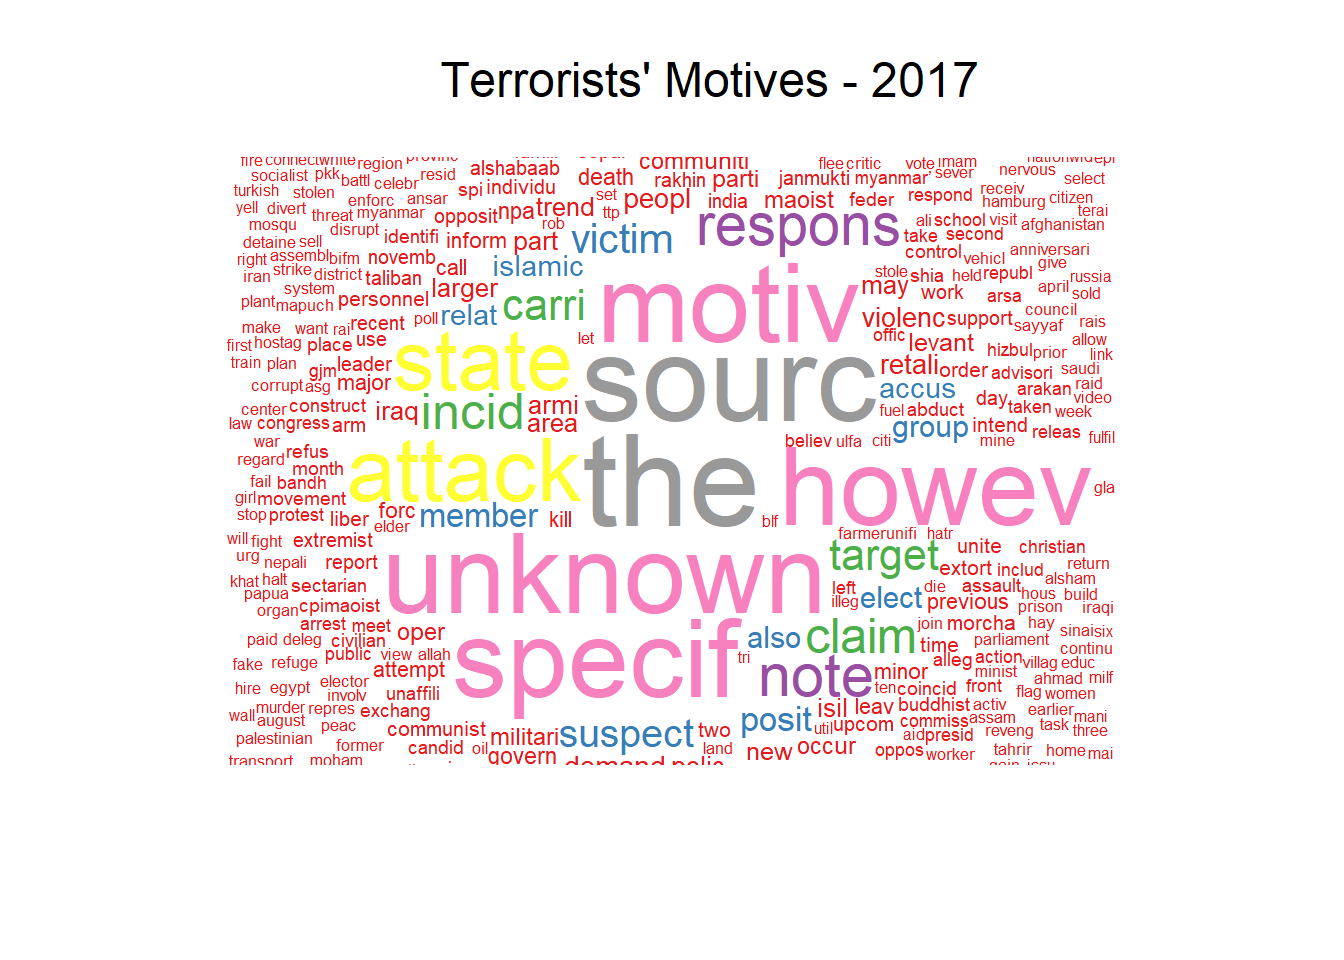 Terrorists' Motives - 2017
fire connect white region provinc communiti flee critic vote imam nationwid epl
socialist pkk battl celebr resid alshabaab death rakhin parti janmukti myanmar' sever nervous select
turkish stolen enforc ansar spi individu set peopl india maoist feder respond receiv hamburg citizen
yell divert threat myanmar opposit npa trend ttp respons ali school visit afghanistan terai
mosqu disrupt identifi inform part rob victim take second
detaine sell novemb call islamic control vehicl anniversari
right assembl bifm taliban larger motiv stole shia held republ give
iran strike district system personnel relat carri may work arsa april russia sold
plant mapuch recent poll let violenc support sayyaf council rais
make want rai use state sourc offic levant hizbul prior allow link
first hostag place leader retali order advisori saudi
train plan gjm major accus arakan raid
corrupt asg iraq incid armi fuel abduct day taken video
center construct arm area group intend week
law congress believ ulfa citi mine releas fulfil
war refus
regard month attack the howev
fail bandh gla
girl movement forc member kill blf
stop protest liber elder farmer unifi hatr
will fight extremist unknown target unite christian
urg nepali report extort includ return
khat halt sectarian left die assault alsham
papua cpimaoist illeg elect previous hous build
organ specif prison iraqi
arrest meet oper also claim join morcha hay sinai six
paid deleg civilian time parliament continu
fake refuge public view allah tri note minor alleg action villag educ
hire egypt elector attempt ten coincid front minist ahmad milf
involv unaffili flag women
wall murder repres exchang isil leav buddhist activ earlier
august peac communist suspect posit util upcom commiss assam task mani
palestinian militari two aid presid reveng three
former candid oil land new occur oppos worker tahrir home mai
transport moham govern demand polic gain issu